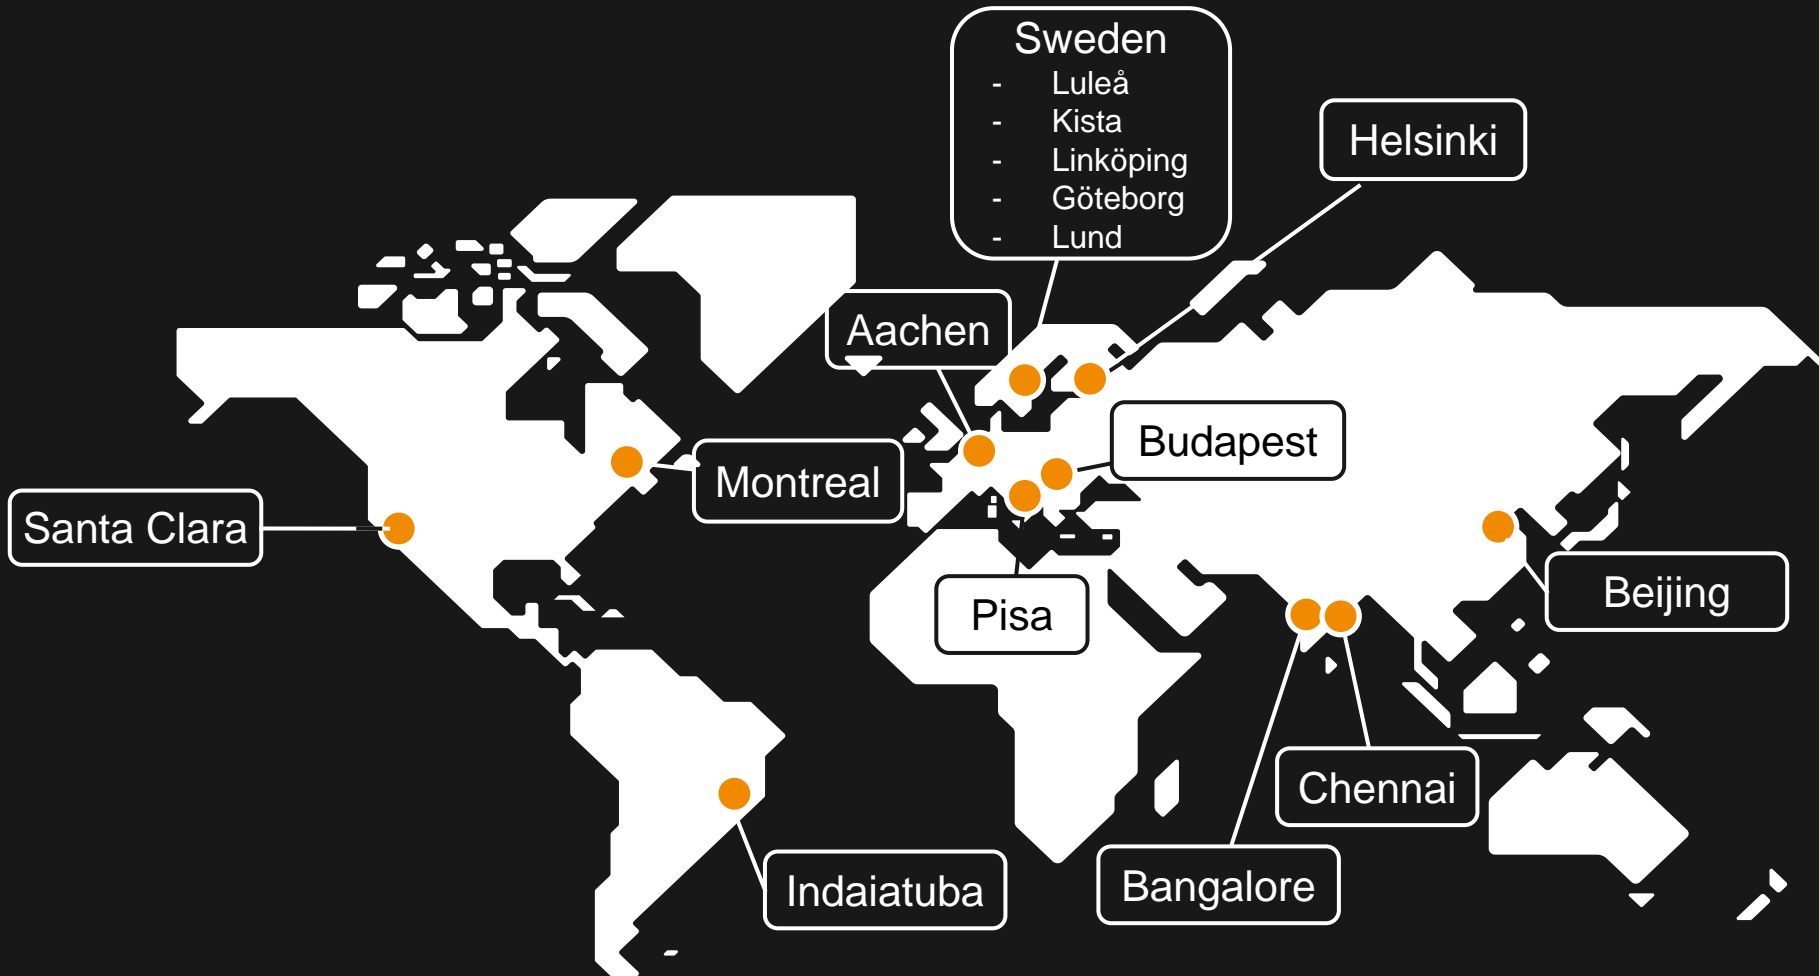 Sweden
- Luleå
- Kista
- Linköping
- Göteborg
- Lund
Helsinki
Aachen
Budapest
Montreal
Santa Clara
Pisa
Beijing
Chennai
Bangalore
Indaiatuba